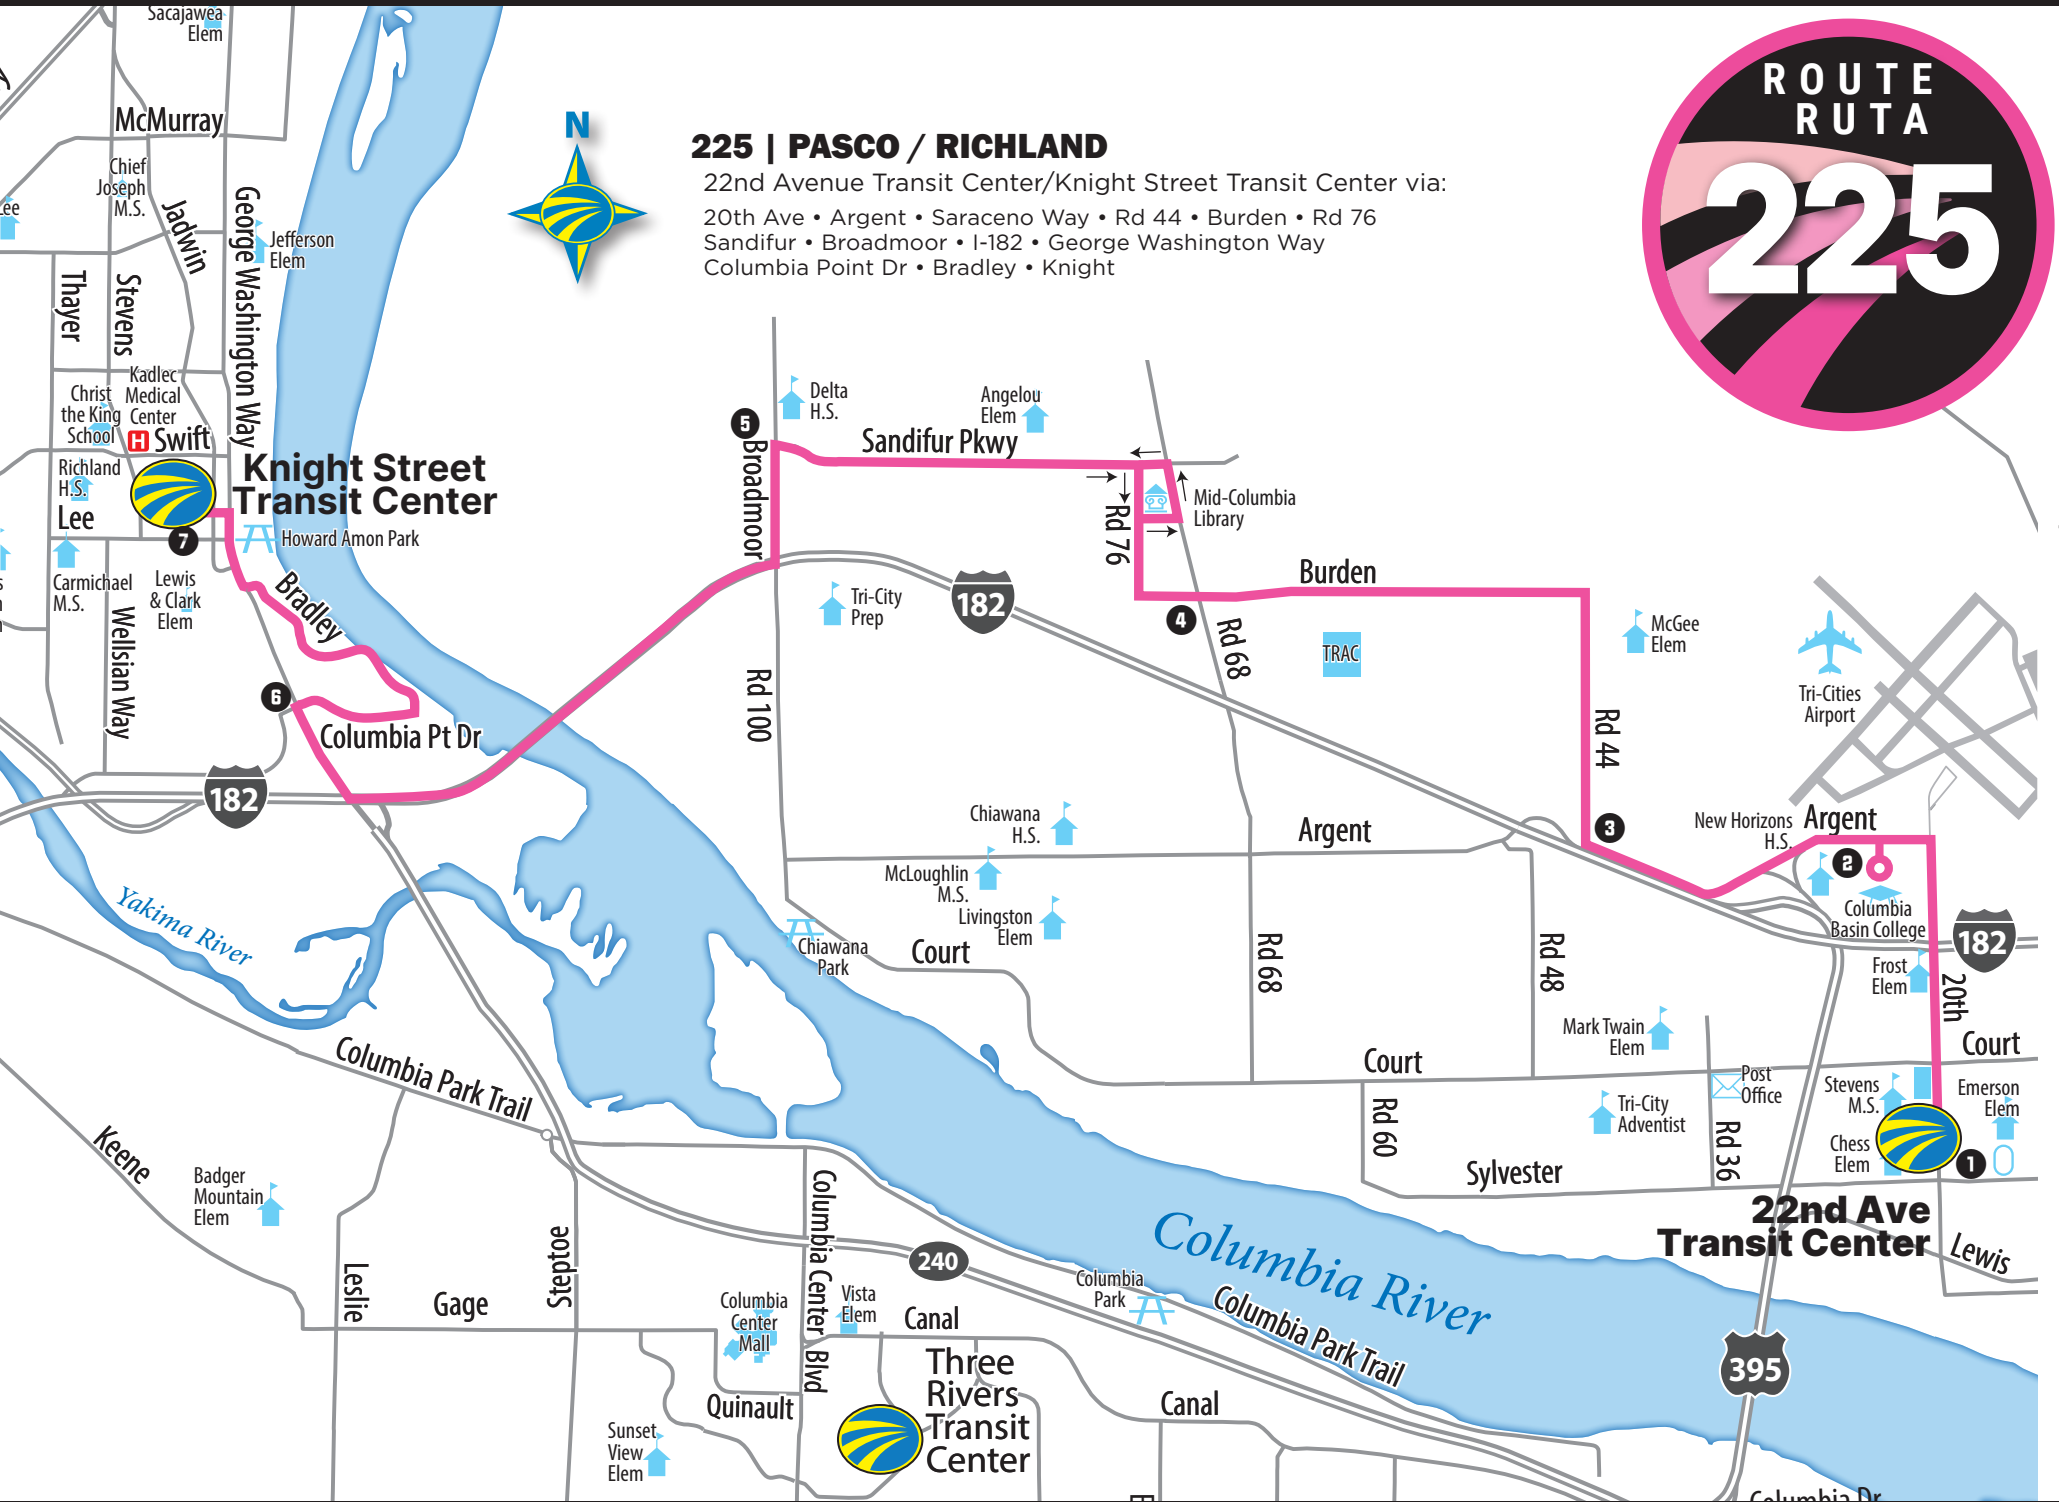 Sacajawea
Elem
McMurray
Chief
Joseph
M.S.
Lee
Jadwin
George Washington Way
Jefferson
Elem
Thayer
Stevens
N
225 | PASCO / RICHLAND
22nd Avenue Transit Center/Knight Street Transit Center via:
20th Ave • Argent • Saraceno Way • Rd 44 • Burden • Rd 76
Sandifur • Broadmoor • I-182 • George Washington Way
Columbia Point Dr • Bradley • Knight
ROUTE
RUTA
225
Kadlec
Medical
Center
Christ
the King
School
H
Swift
Richland
H.S.
Lee
Knight Street
Transit Center
7
Howard Amon Park
Carmichael
M.S.
Lewis
& Clark
Elem
Bradley
Wellsian Way
6
Columbia Pt Dr
182
5
Broadmoor
Delta
H.S.
Angelou
Elem
Sandifur Pkwy
Mid-Columbia
Library
Rd 76
Tri-City
Prep
182
4
Burden
Rd 68
TRAC
McGee
Elem
Tri-Cities
Airport
Rd 100
Rd 44
3
Chiawana
H.S.
Argent
New Horizons
H.S.
Argent
2
McLoughlin
M.S.
Livingston
Elem
Columbia
Basin College
182
Chiawana
Park
Court
Rd 68
Rd 48
Frost
Elem
20th
Yakima River
Mark Twain
Elem
Court
Court
Columbia Park Trail
Post
Office
Stevens
M.S.
Emerson
Elem
Rd 60
Tri-City
Adventist
Rd 36
Chess
Elem
1
Keene
Badger
Mountain
Elem
Sylvester
22nd Ave
Transit Center
Lewis
Columbia River
Leslie
Gage
Steptoe
Columbia Center Blvd
240
Columbia
Park
Columbia Park Trail
Columbia
Center
Mall
Vista
Elem
Canal
395
Three
Rivers
Transit
Center
Quinault
Canal
Sunset
View
Elem
Columbia Dr